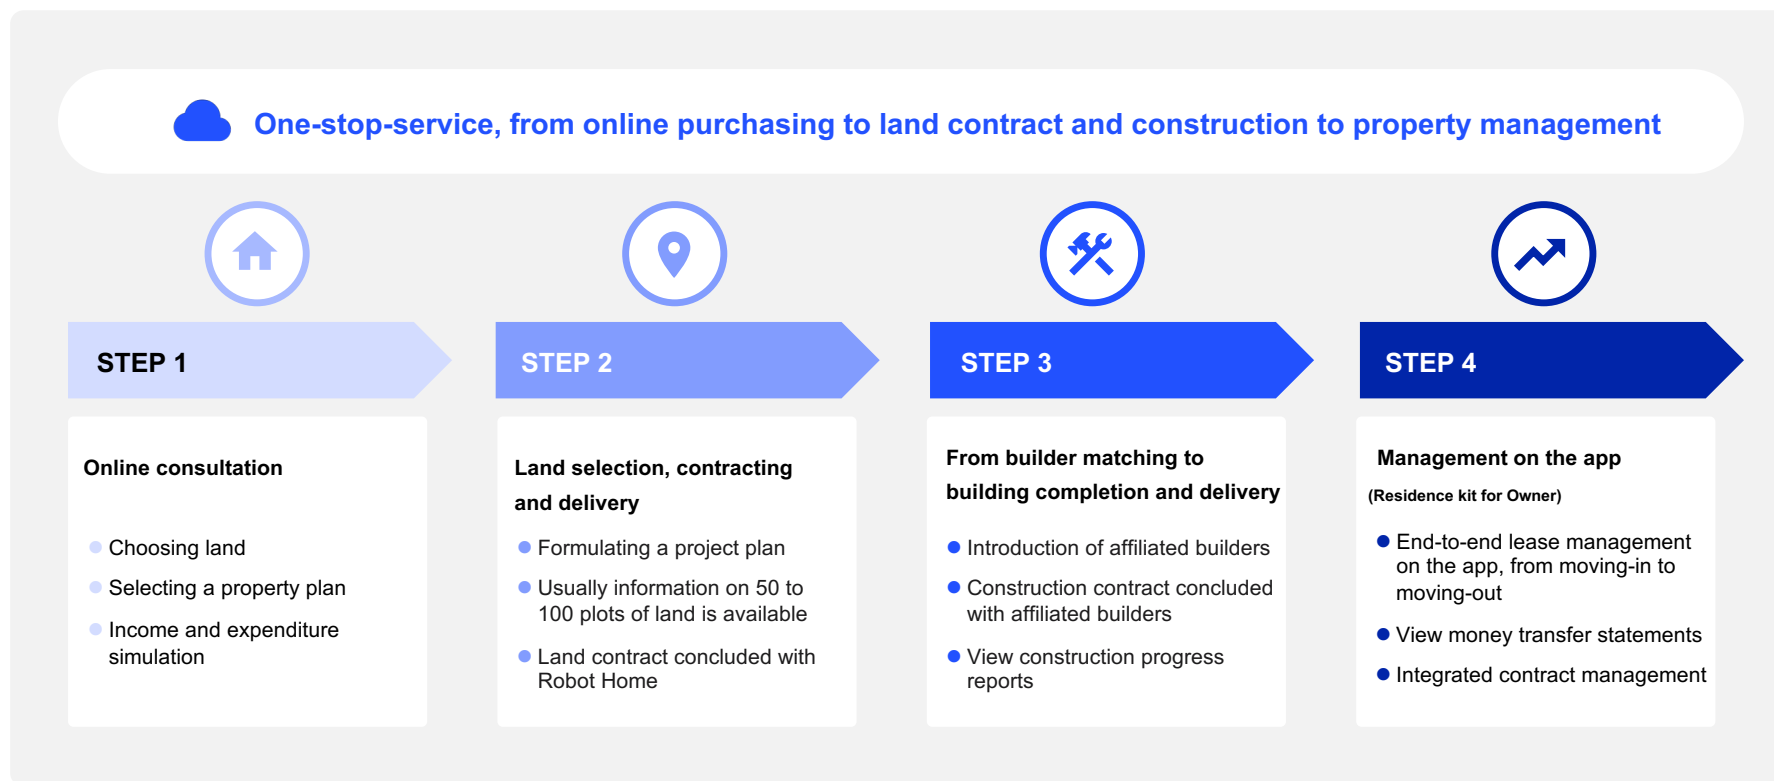 One-stop-service, from online purchasing to land contract and construction to property management
STEP 1
Online consultation
Choosing land
Selecting a property plan
Income and expenditure
simulation
STEP 2
Land selection, contracting
and delivery
Formulating a project plan
Usually information on 50 to
100 plots of land is available
Land contract concluded with
Robot Home
STEP 3
From builder matching to
building completion and delivery
Introduction of affiliated builders
Construction contract concluded
with affiliated builders
View construction progress
reports
STEP 4
Management on the app
(Residence kit for Owner)
End-to-end lease management
on the app, from moving-in to
moving-out
View money transfer statements
Integrated contract management